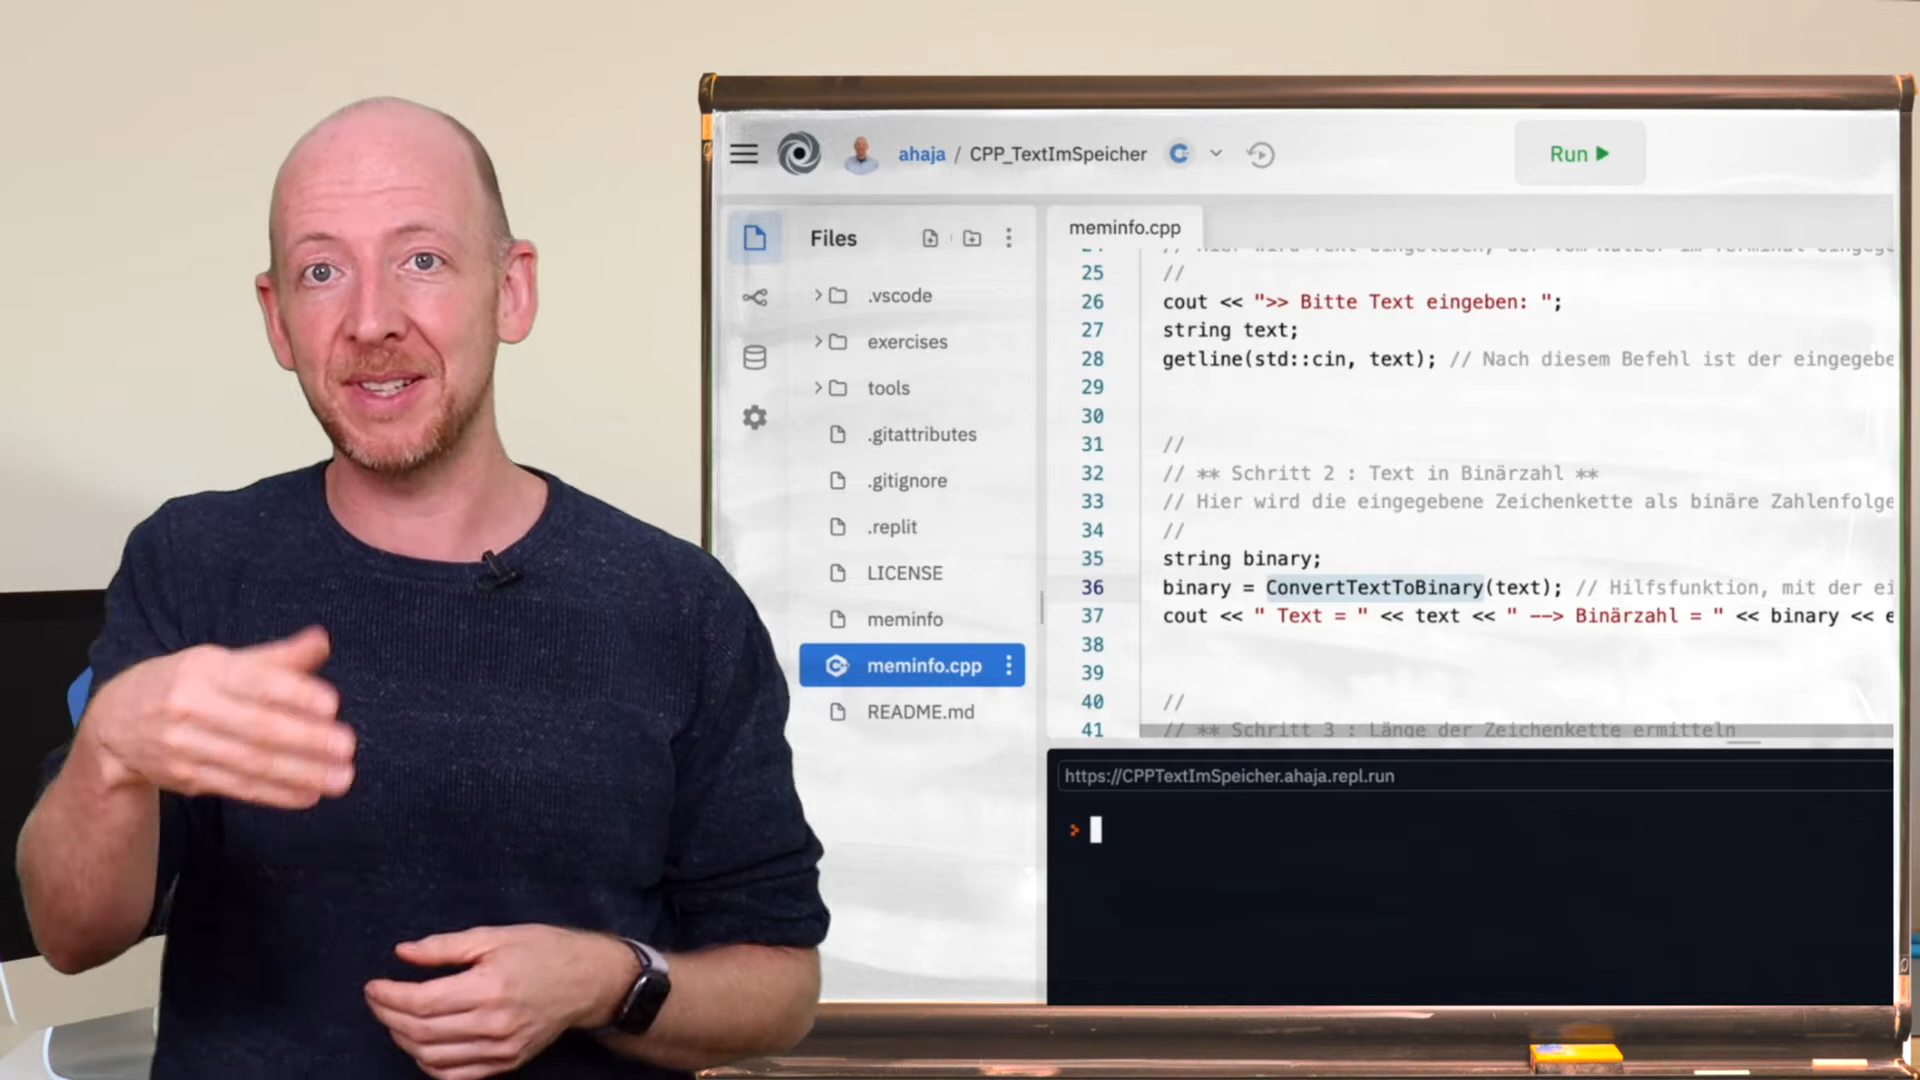 ahaja / CPP_TextImSpeicher
Run
Files
.vscode
exercises
tools
.gitattributes
.gitignore
.replit
LICENSE
meminfo
meminfo.cpp
README.md
meminfo.cpp
25 //
26 cout << ">> Bitte Text eingeben: ";
27 string text;
28 getline(std::cin, text); // Nach diesem Befehl ist der eingegebe
29
30
31 //
32 // ** Schritt 2 : Text in Binärzahl **
33 // Hier wird die eingegebene Zeichenkette als binäre Zahlenfolge
34 //
35 string binary;
36 binary = ConvertTextToBinary(text); // Hilfsfunktion, mit der ei
37 cout << " Text = " << text << " --> Binärzahl = " << binary << e
38
39
40 //
41 // ** Schritt 3 : Länge der Zeichenkette ermitteln
https://CPPTextImSpeicher.ahaja.repl.run
>